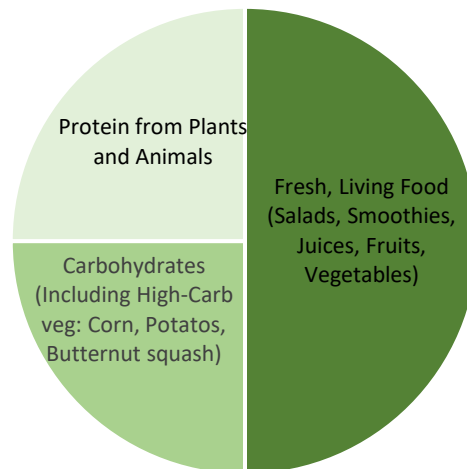 Protein from Plants
and Animals
Fresh, Living Food
(Salads, Smoothies,
Juices, Fruits,
Vegetables)
Carbohydrates
(Including High-Carb
veg: Corn, Potatos,
Butternut squash)